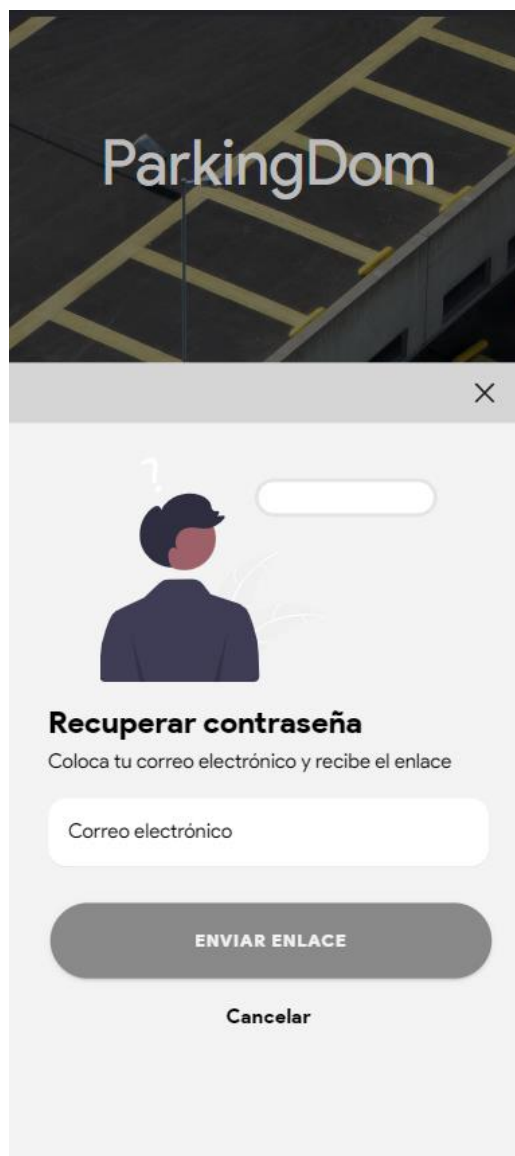 ParkingDom
?
Recuperar contraseña
Coloca tu correo electrónico y recibe el enlace
Correo electrónico
ENVIAR ENLACE
Cancelar